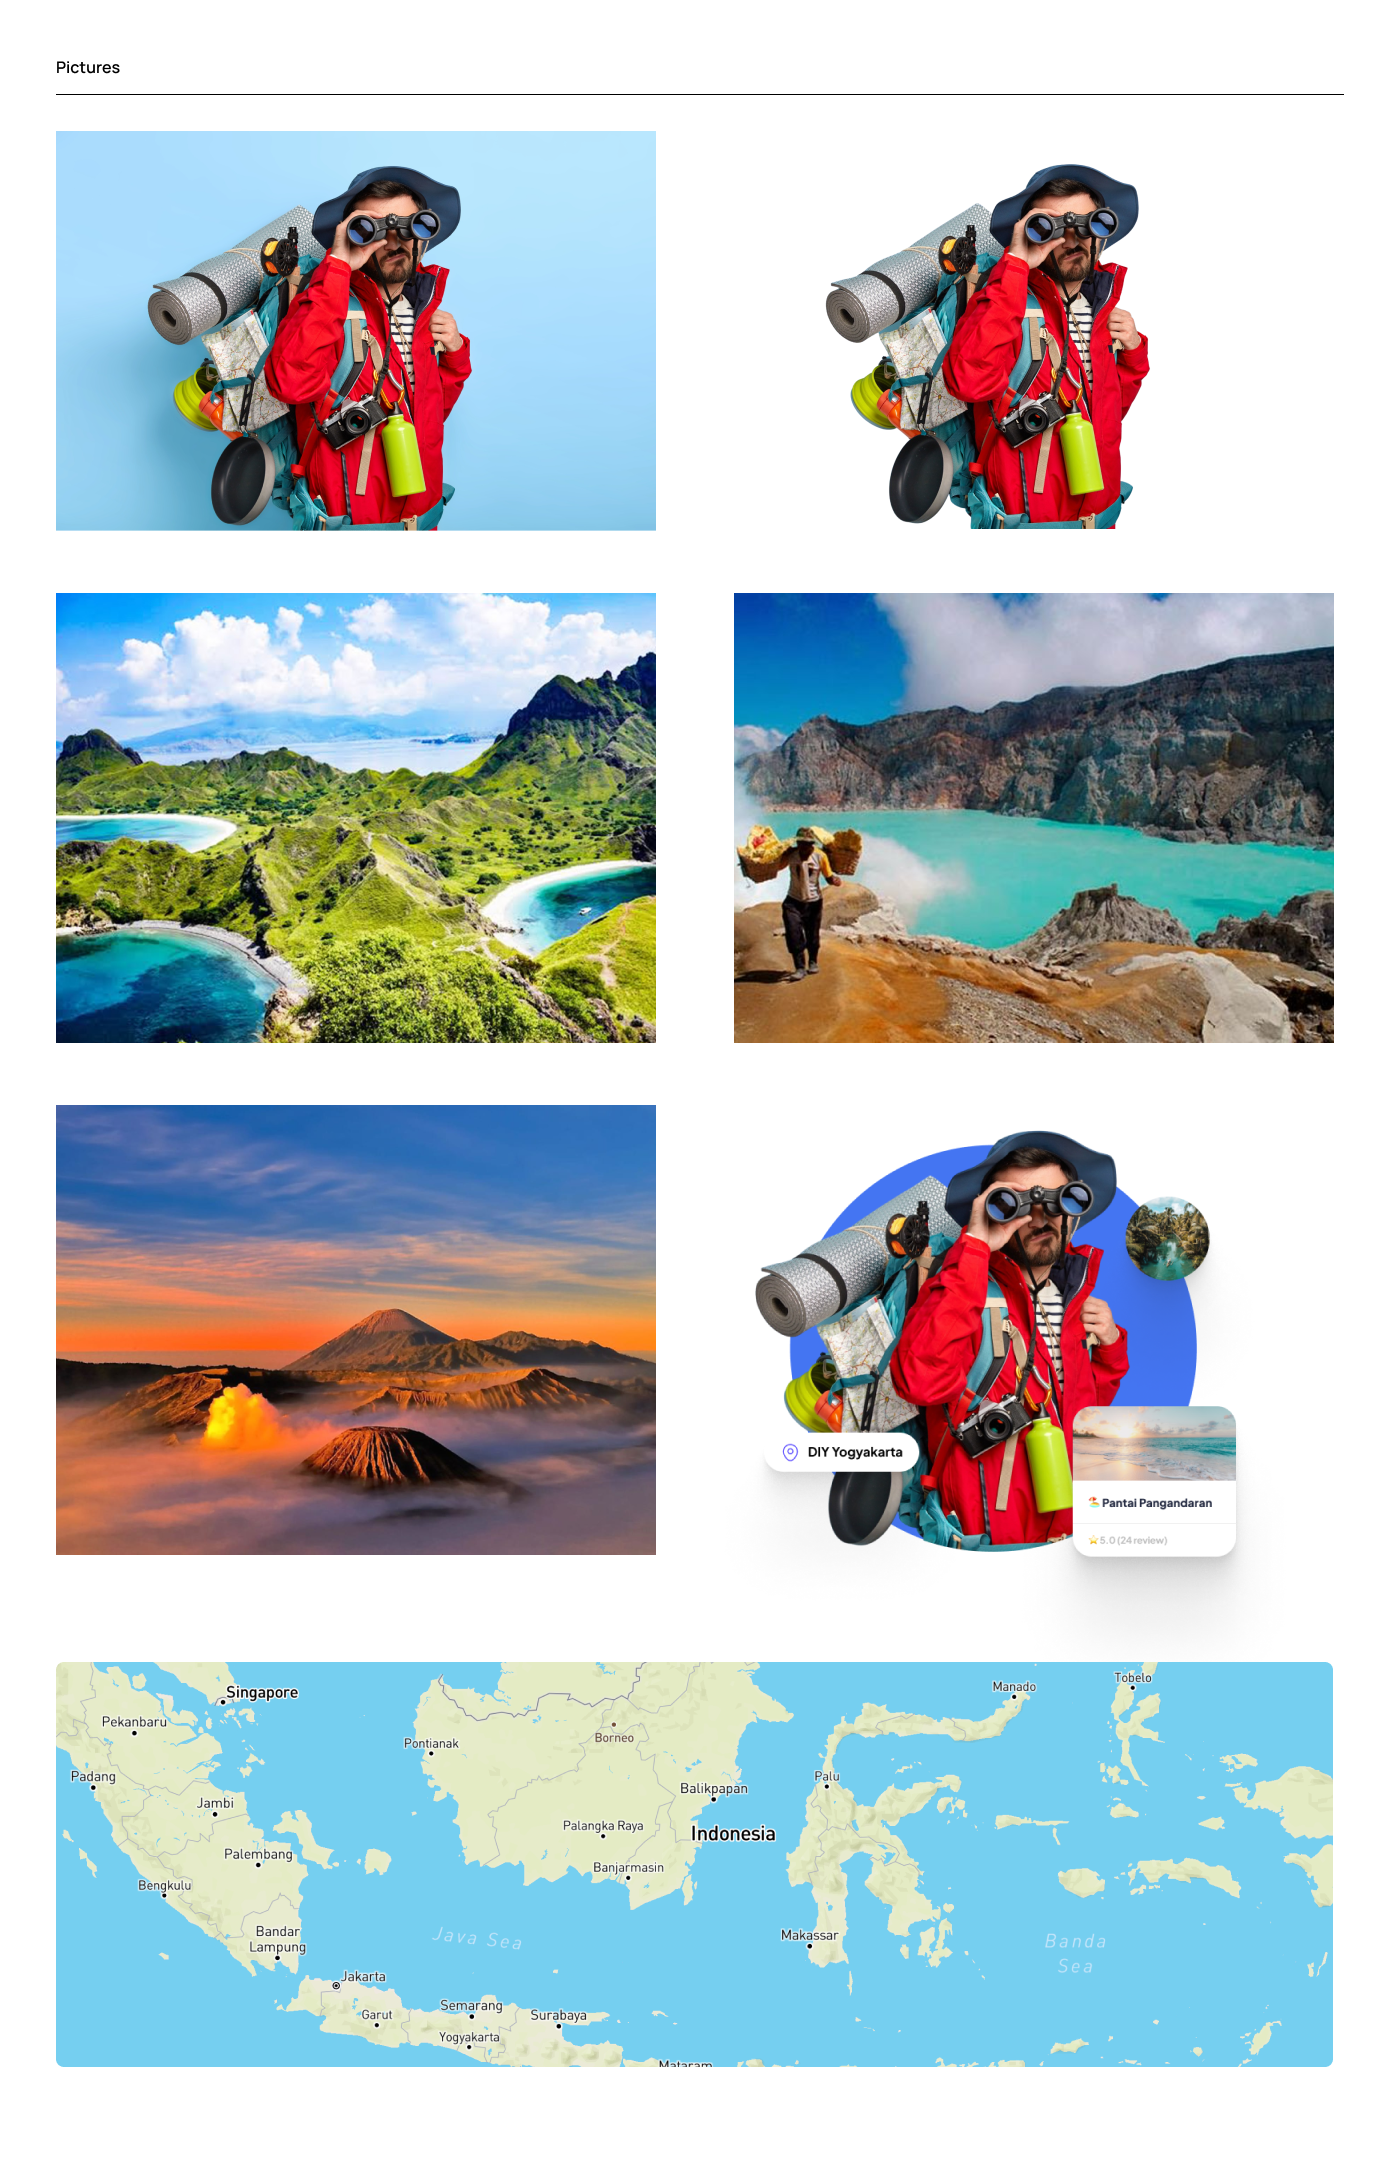 Pictures
DIY Yogyakarta
Pantai Pangandaran
5.0 (24 review)
Singapore
Manado
Tobelo
Pekanbaru
Borneo
Pontianak
Padang
Palu
Balikpapan
Jambi
Palangka Raya
Indonesia
Palembang
Banjarmasin
Bengkulu
Bandar
Lampung
Java Sea
Makassar
Banda
Sea
Jakarta
Garut
Semarang
Surabaya
Yogyakarta
Mataram